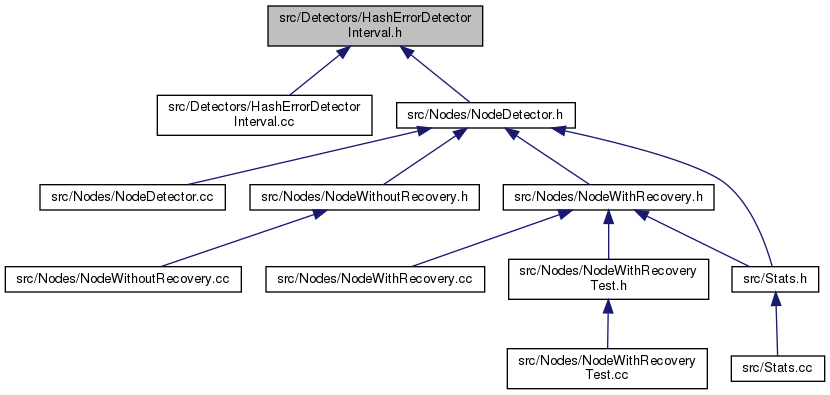 src/Detectors/HashErrorDetector
Interval.h
src/Detectors/HashErrorDetector
Interval.cc
src/Nodes/NodeDetector.h
src/Nodes/NodeDetector.cc
src/Nodes/NodeWithoutRecovery.h
src/Nodes/NodeWithRecovery.h
src/Nodes/NodeWithoutRecovery.cc
src/Nodes/NodeWithRecovery.cc
src/Nodes/NodeWithRecovery
Test.h
src/Stats.h
src/Nodes/NodeWithRecovery
Test.cc
src/Stats.cc